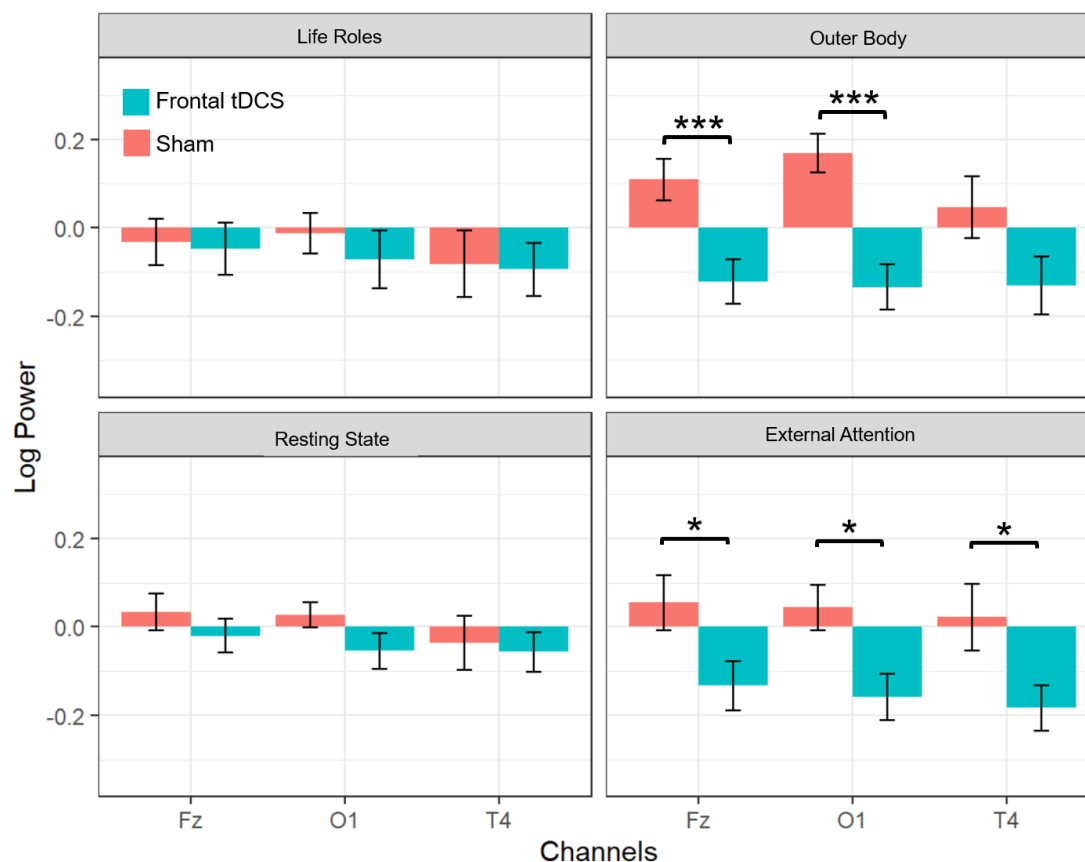 Life Roles
Outer Body
Frontal tDCS
Sham
*** ***
0.2
0.0
-0.2
Log Power
Resting State
External Attention
* * *
0.2
0.0
-0.2
Fz O1 T4 Fz O1 T4
Channels